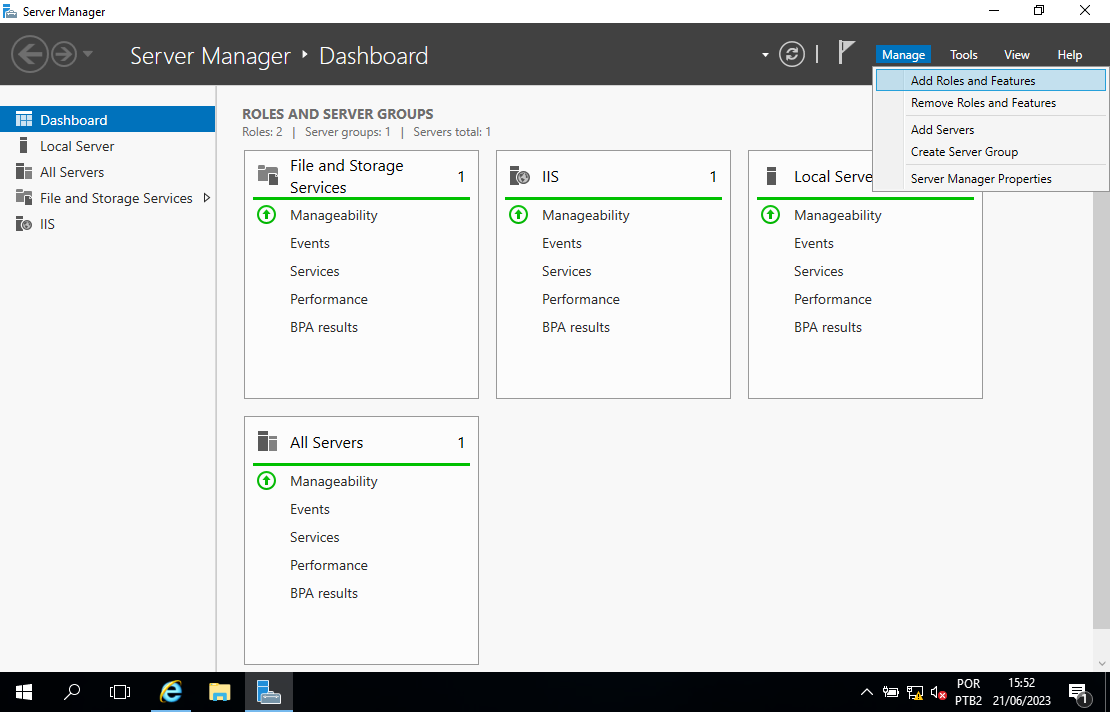 Server Manager
Server Manager ‣ Dashboard
Manage Tools View Help
Add Roles and Features
Remove Roles and Features
Add Servers
Create Server Group
Server Manager Properties
Dashboard
Local Server
All Servers
File and Storage Services
IIS
ROLES AND SERVER GROUPS
Roles: 2 | Server groups: 1 | Servers total: 1
File and Storage
Services 1
Manageability
Events
Services
Performance
BPA results
IIS 1
Manageability
Events
Services
Performance
BPA results
Local Serve
Manageability
Events
Services
Performance
BPA results
All Servers 1
Manageability
Events
Services
Performance
BPA results
POR
PTB2
15:52
21/06/2023
1